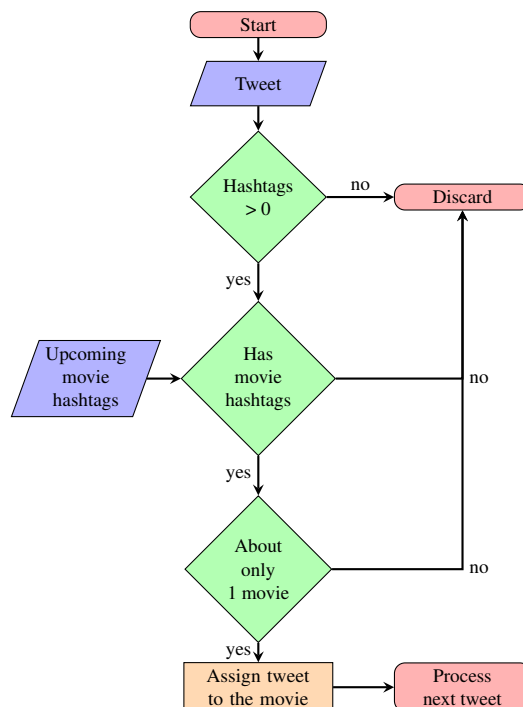 Start
Tweet
Hashtags
> 0
no
Discard
yes
Upcoming
movie
hashtags
Has
movie
hashtags
no
yes
About
only
1 movie
no
yes
Assign tweet
to the movie
Process
next tweet